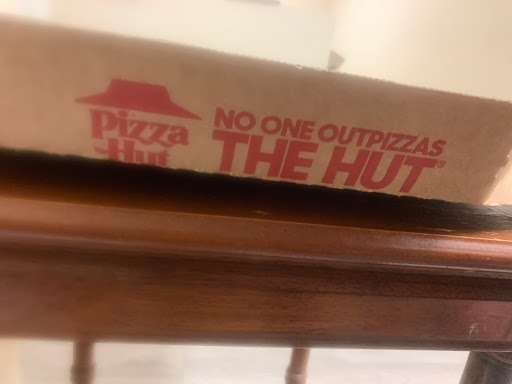 Pizza
Hut
NO ONE OUTPIZZAS
THE HUT®